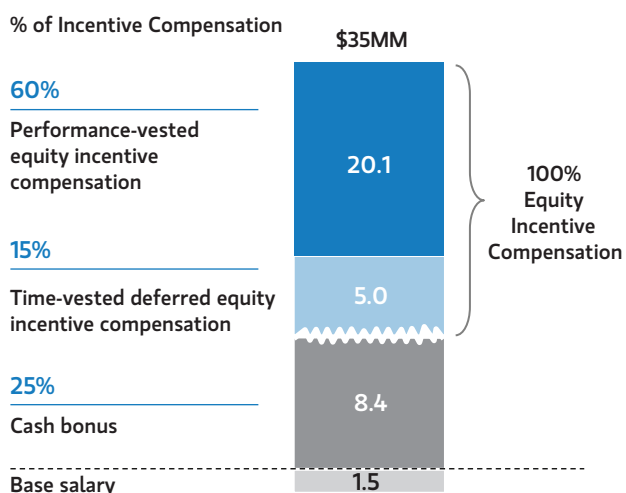 % of Incentive Compensation
$35MM
60%
Performance-vested
equity incentive
compensation
20.1
100%
Equity
Incentive
Compensation
15%
Time-vested deferred equity
incentive compensation
5.0
25%
Cash bonus
8.4
Base salary
1.5